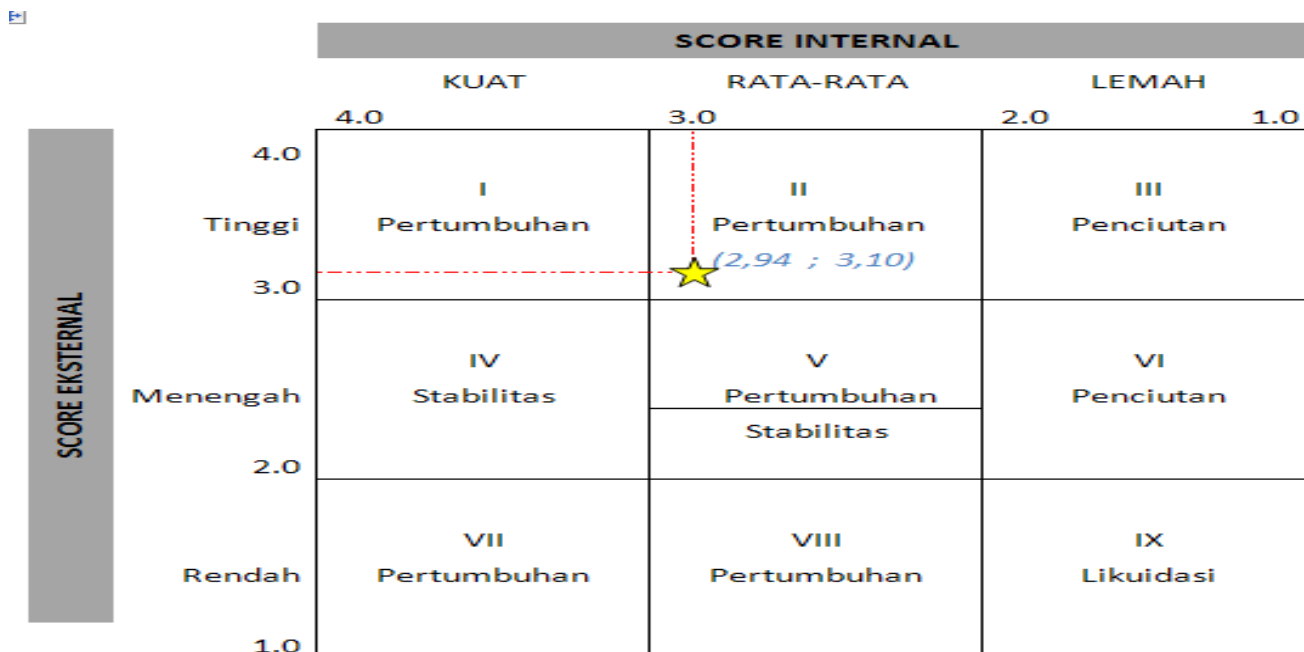 SCORE INTERNAL
KUAT RATA-RATA LEMAH
4.0 3.0 2.0 1.0
SCORE EKSTERNAL
4.0
Tinggi
3.0
I
Pertumbuhan
II
Pertumbuhan
(2,94 ; 3,10)
III
Penciutan
Menengah
2.0
IV
Stabilitas
V
Pertumbuhan
Stabilitas
VI
Penciutan
Rendah
1.0
VII
Pertumbuhan
VIII
Pertumbuhan
IX
Likuidasi